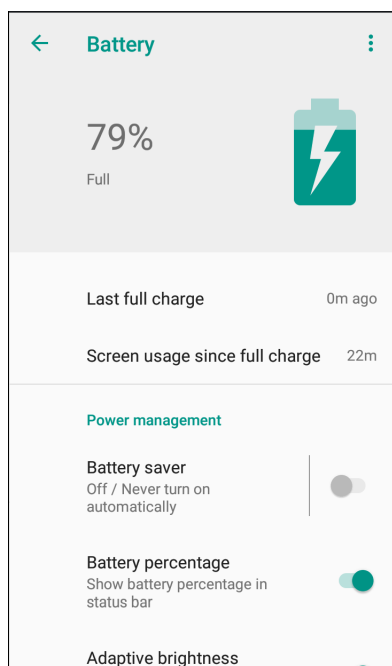 Battery
79%
Full
Last full charge
0m ago
Screen usage since full charge
22m
Power management
Battery saver
Off / Never turn on
automatically
Battery percentage
Show battery percentage in
status bar
Adaptive brightness